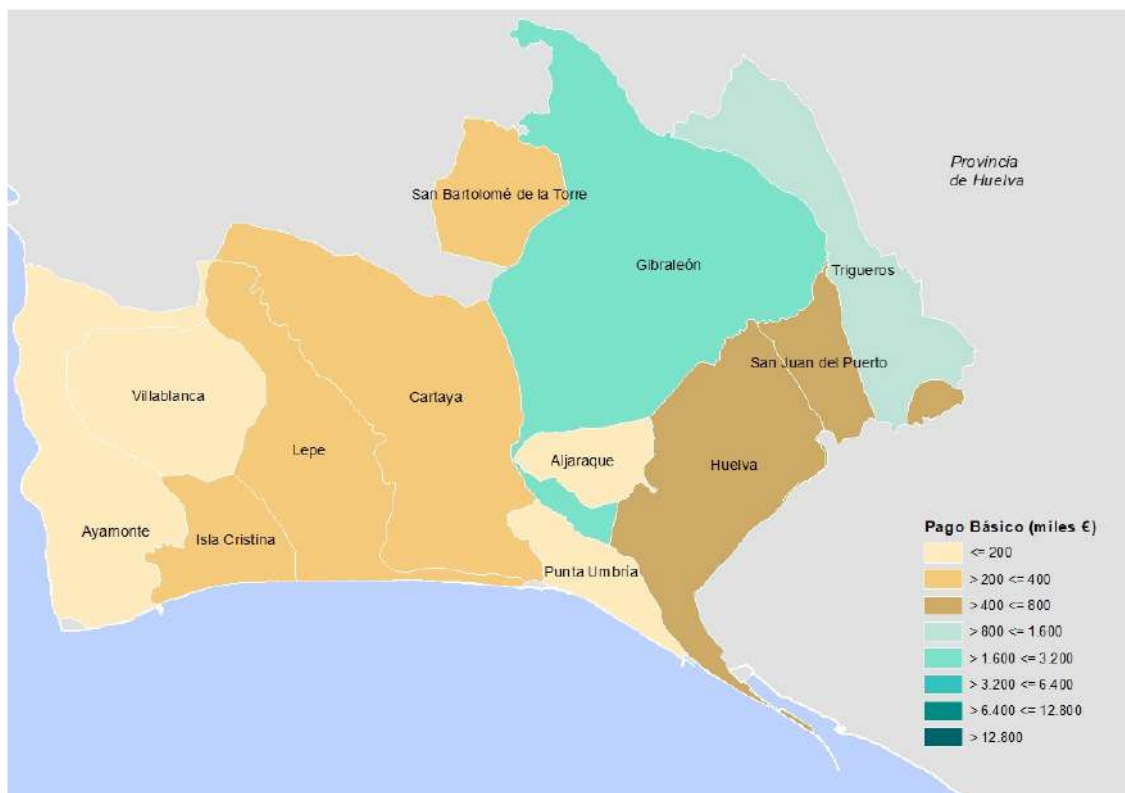 Provincia
de Huelva
San Bartolomé de la Torre
Gibraleón
Trigueros
San Juan del Puerto
Villablanca
Cartaya
Lepe
Aljaraque
Huelva
Ayamonte
Isla Cristina
Punta Umbría
Pago Básico (miles €)
<= 200
> 200 <= 400
> 400 <= 800
> 800 <= 1.600
> 1.600 <= 3.200
> 3.200 <= 6.400
> 6.400 <= 12.800
> 12.800